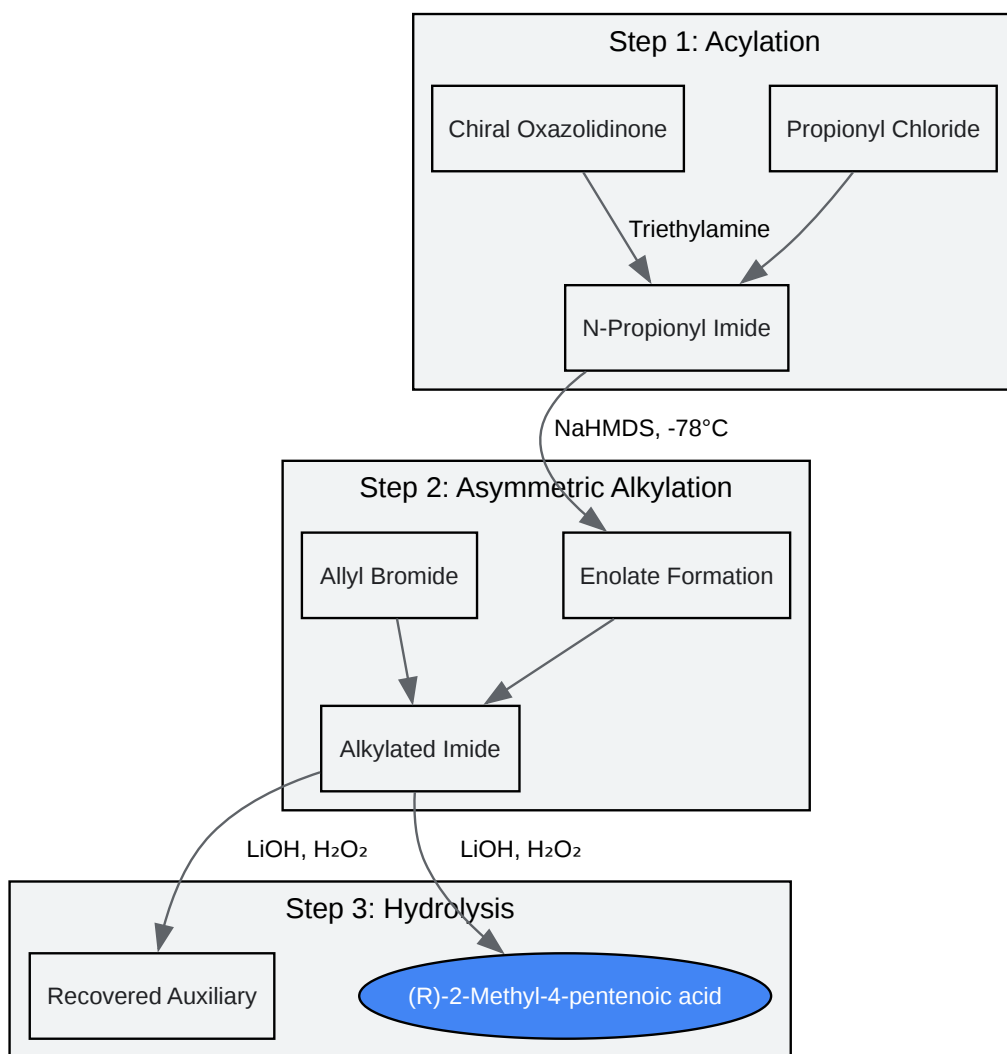 Step 1: Acylation
Chiral Oxazolidinone
Propionyl Chloride
Triethylamine
N-Propionyl Imide
NaHMDS, -78°C
Step 2: Asymmetric Alkylation
Allyl Bromide
Enolate Formation
Alkylated Imide
LiOH, H₂O₂
LiOH, H₂O₂
Step 3: Hydrolysis
Recovered Auxiliary
(R)-2-Methyl-4-pentenoic acid